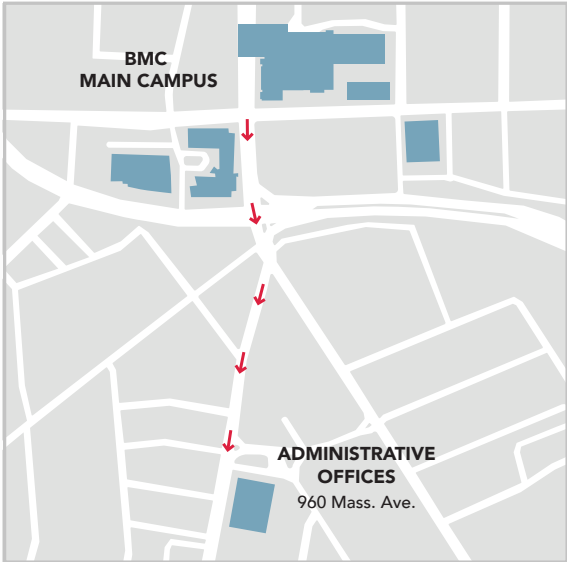 BMC
MAIN CAMPUS
ADMINISTRATIVE
OFFICES
960 Mass. Ave.